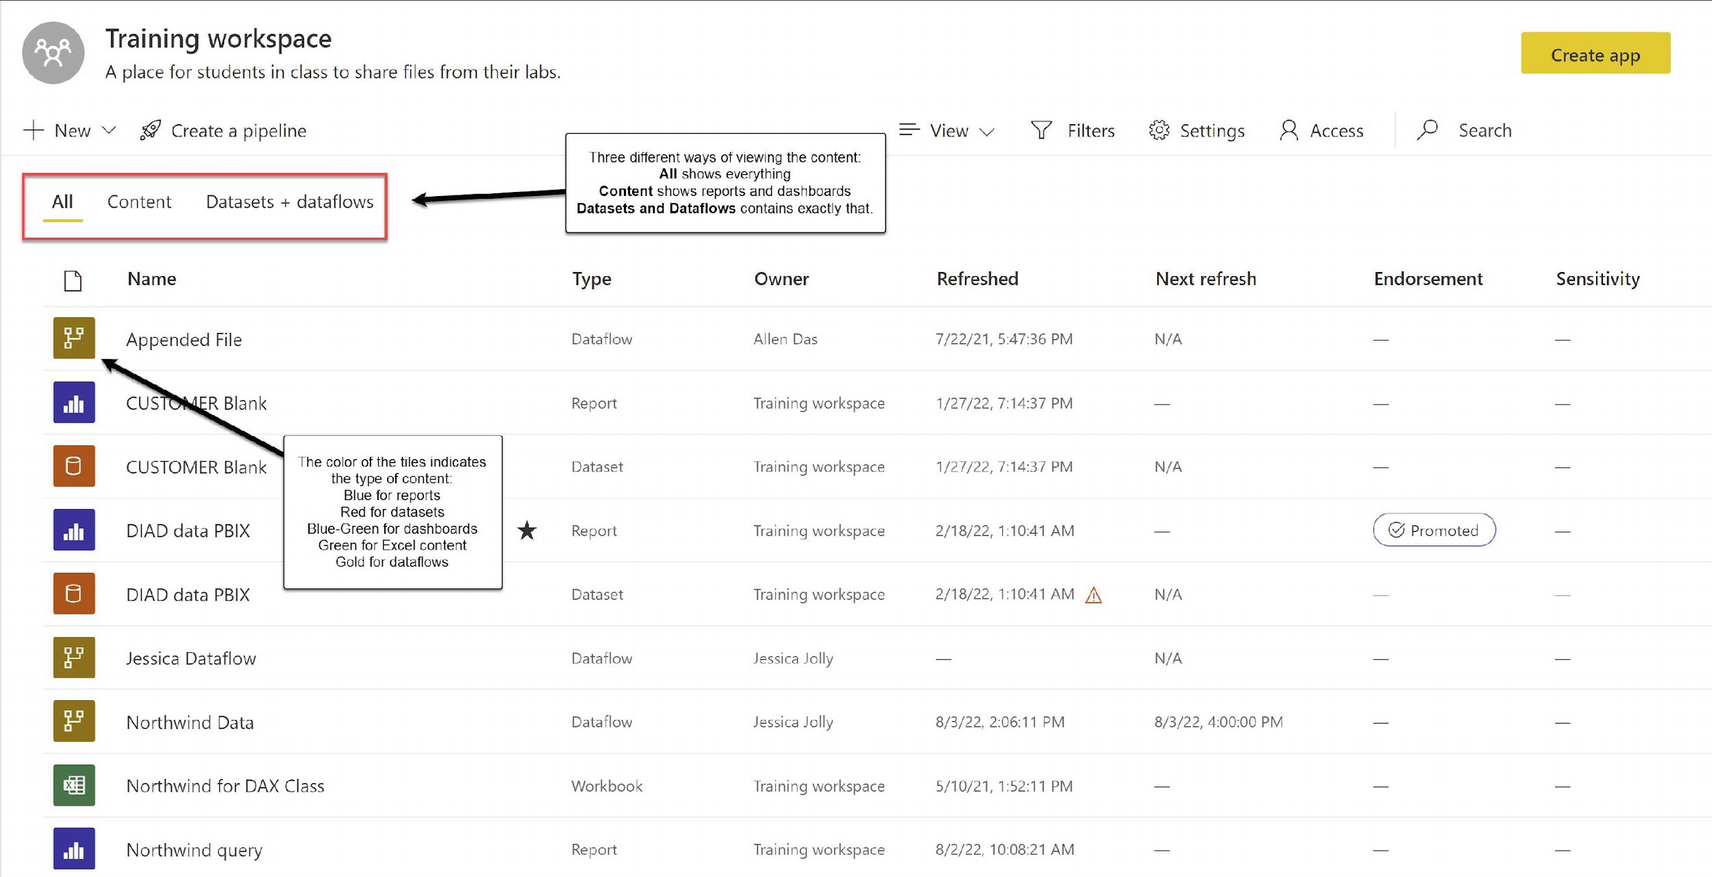 Training workspace
A place for students in class to share files from their labs.
Create app
New
Create a pipeline
View
Filters
Settings
Access
Search
Three different ways of viewing the content:
All shows everything
Content shows reports and dashboards
Datasets and Dataflows contains exactly that.
All Content Datasets + dataflows
Name Type Owner Refreshed Next refresh Endorsement Sensitivity
Appended File Dataflow Allen Das 7/22/21, 5:47:36 PM N/A — —
CUSTOMER Blank Report Training workspace 1/27/22, 7:14:37 PM — — —
CUSTOMER Blank Dataset Training workspace 1/27/22, 7:14:37 PM N/A — —
The color of the tiles indicates
the type of content:
Blue for reports
Red for datasets
Blue-Green for dashboards
Green for Excel content
Gold for dataflows
DIAD data PBIX Report Training workspace 2/18/22, 1:10:41 AM — Promoted —
DIAD data PBIX Dataset Training workspace 2/18/22, 1:10:41 AM N/A — —
Jessica Dataflow Dataflow Jessica Jolly — N/A — —
Northwind Data Dataflow Jessica Jolly 8/3/22, 2:06:11 PM 8/3/22, 4:00:00 PM — —
Northwind for DAX Class Workbook Training workspace 5/10/21, 1:52:11 PM — — —
Northwind query Report Training workspace 8/2/22, 10:08:21 AM — — —